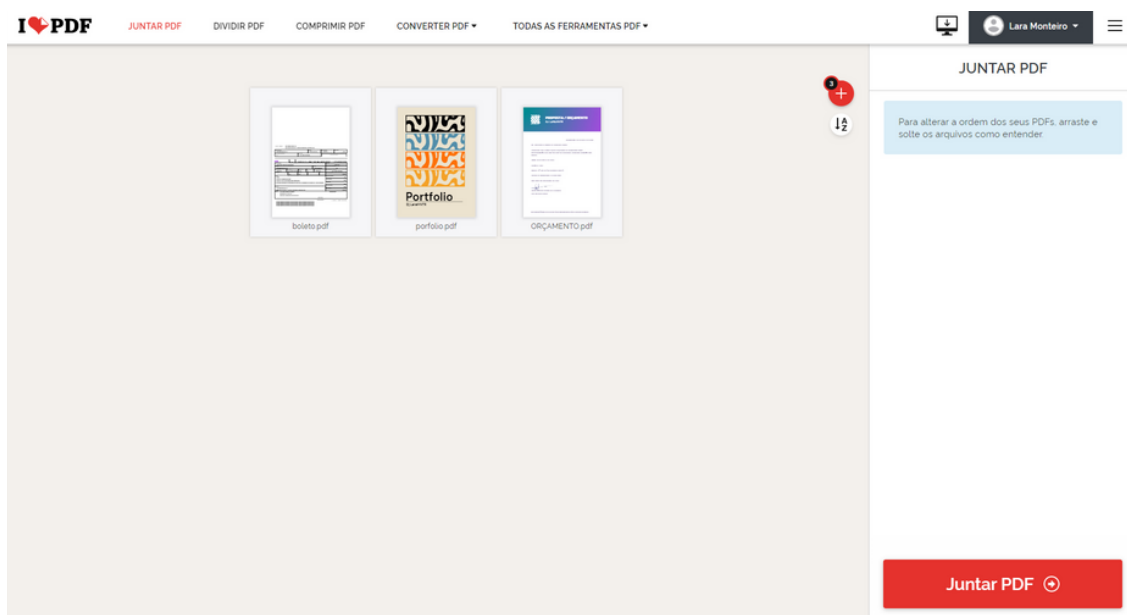 I PDF
JUNTAR PDF
DIVIDIR PDF
COMPRIMIR PDF
CONVERTER PDF
TODAS AS FERRAMENTAS PDF
Lara Monteiro
JUNTAR PDF
3
Para alterar a ordem dos seus PDFs, arraste e
solte os arquivos como entender.
A
Z
Portfolio
boleto.pdf
porfolio.pdf
ORÇAMENTO.pdf
Juntar PDF